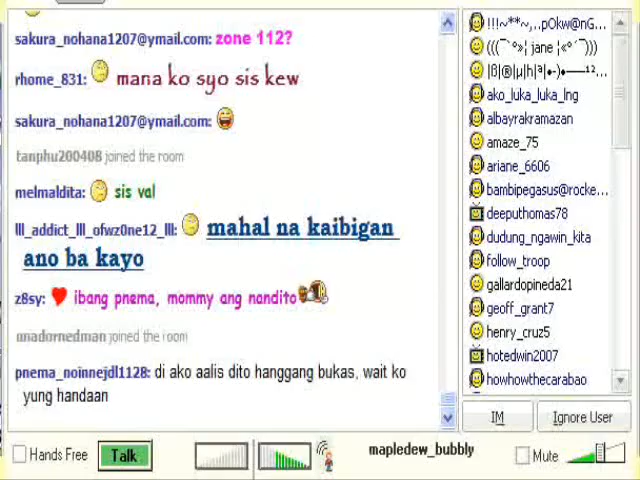 sakura_nohana1207@ymail.com: zone 112?
rhome_831: mana ko syo sis kew
sakura_nohana1207@ymail.com:
tanphu200408 joined the room
melmaldita: sis val
lll_addict_lll_ofwz0ne12_lll: mahal na kaibigan
ano ba kayo
z8sy: ibang pnema, mommy ang nandito
unadornedman joined the room
pnema_noinnejdl1128: di ako aalis dito hanggang bukas, wait ko
yung handaan
!!!~**~,,.pOkw@nG...
(((¯`°»¦ jane ¦«°´¯)))
ako_luka_luka_lng
albayrakramazan
amaze_75
ariane_6606
bambipegasus@rocke...
deeputhomas78
dudung_ngawin_kita
follow_troop
gallardopineda21
geoff_grant7
henry_cruz5
hotedwin2007
howhowthecarabao
IM
Ignore User
Hands Free
Talk
mapledew_bubbly
Mute